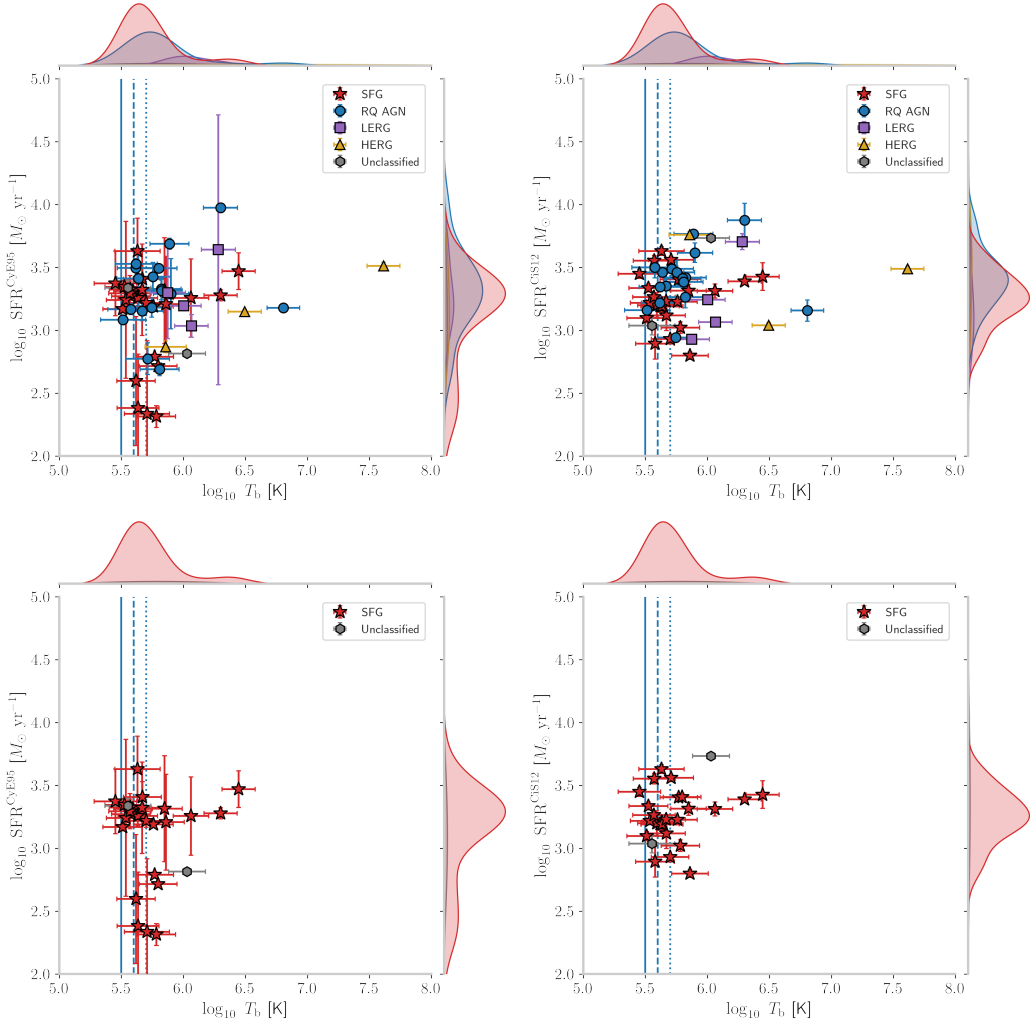 5.0
4.5
4.0
3.5
3.0
2.5
2.0
log₁₀ SFR^CyE95 [M⊙ yr⁻¹]
SFG
RQ AGN
LERG
HERG
Unclassified
5.0 5.5 6.0 6.5 7.0 7.5 8.0
log₁₀ T_b [K]
5.0
4.5
4.0
3.5
3.0
2.5
2.0
log₁₀ SFR^CiS12 [M⊙ yr⁻¹]
SFG
RQ AGN
LERG
HERG
Unclassified
5.0 5.5 6.0 6.5 7.0 7.5 8.0
log₁₀ T_b [K]
5.0
4.5
4.0
3.5
3.0
2.5
2.0
log₁₀ SFR^CyE95 [M⊙ yr⁻¹]
SFG
Unclassified
5.0 5.5 6.0 6.5 7.0 7.5 8.0
log₁₀ T_b [K]
5.0
4.5
4.0
3.5
3.0
2.5
2.0
log₁₀ SFR^CiS12 [M⊙ yr⁻¹]
SFG
Unclassified
5.0 5.5 6.0 6.5 7.0 7.5 8.0
log₁₀ T_b [K]